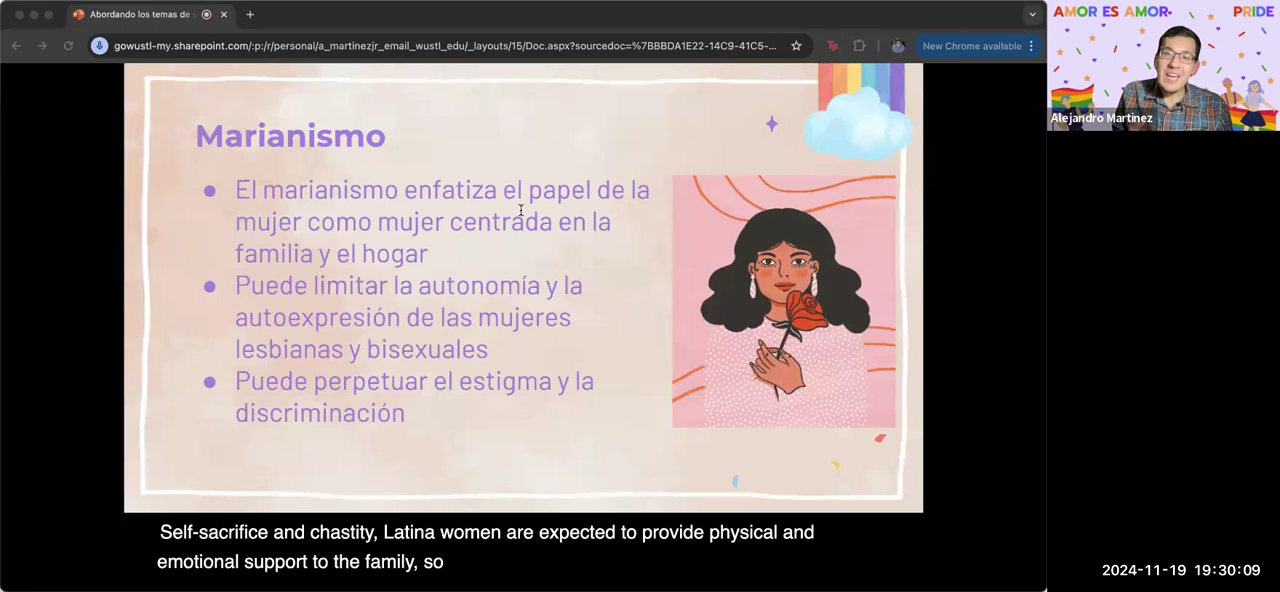 Abordando los temas de
gowustl-my.sharepoint.com/:p:/r/personal/a_martinezjr_email_wustl_edu/_layouts/15/Doc.aspx?sourcedoc=%7BBBDA1E22-14C9-41C5-...
New Chrome available
AMOR ES AMOR PRIDE
Alejandro Martinez
Marianismo
● El marianismo enfatiza el papel de la
mujer como mujer centrada en la
familia y el hogar
● Puede limitar la autonomía y la
autoexpresión de las mujeres
lesbianas y bisexuales
● Puede perpetuar el estigma y la
discriminación
Self-sacrifice and chastity, Latina women are expected to provide physical and
emotional support to the family, so
2024-11-19 19:30:09